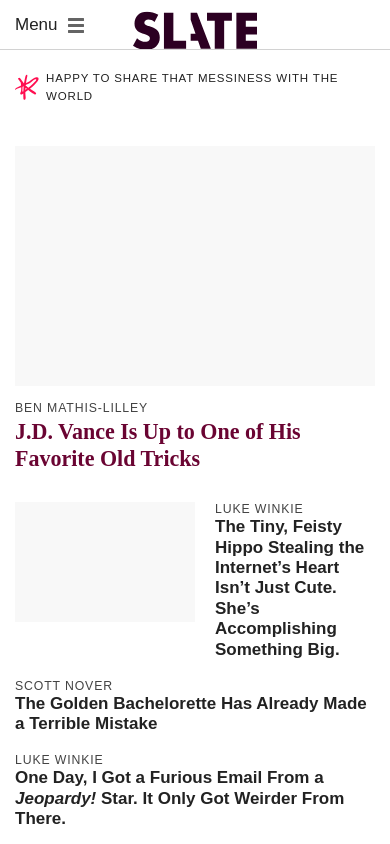 Menu
SLATE
HAPPY TO SHARE THAT MESSINESS WITH THE
WORLD
BEN MATHIS-LILLEY
J.D. Vance Is Up to One of His
Favorite Old Tricks
LUKE WINKIE
The Tiny, Feisty
Hippo Stealing the
Internet’s Heart
Isn’t Just Cute.
She’s
Accomplishing
Something Big.
SCOTT NOVER
The Golden Bachelorette Has Already Made
a Terrible Mistake
LUKE WINKIE
One Day, I Got a Furious Email From a
Jeopardy! Star. It Only Got Weirder From
There.